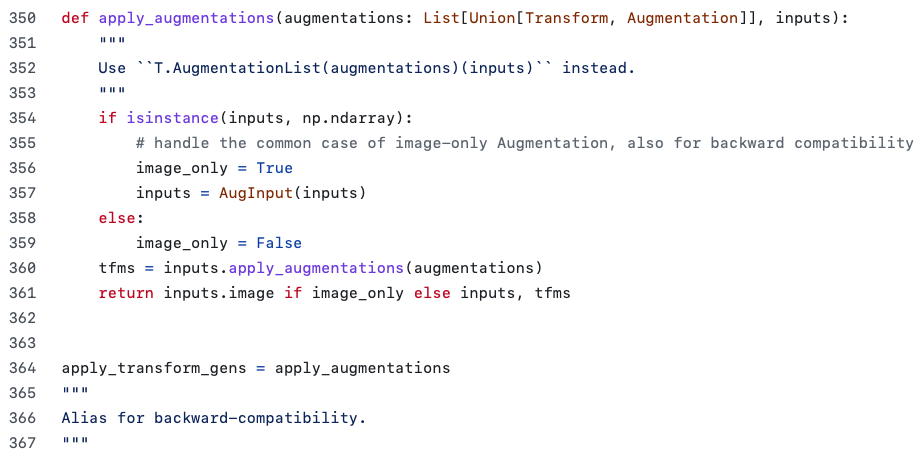 350 def apply_augmentations(augmentations: List[Union[Transform, Augmentation]], inputs):
351     """
352     Use ``T.AugmentationList(augmentations)(inputs)`` instead.
353     """
354     if isinstance(inputs, np.ndarray):
355         # handle the common case of image-only Augmentation, also for backward compatibility
356         image_only = True
357         inputs = AugInput(inputs)
358     else:
359         image_only = False
360     tfms = inputs.apply_augmentations(augmentations)
361     return inputs.image if image_only else inputs, tfms
362
363
364 apply_transform_gens = apply_augmentations
365 """
366 Alias for backward-compatibility.
367 """